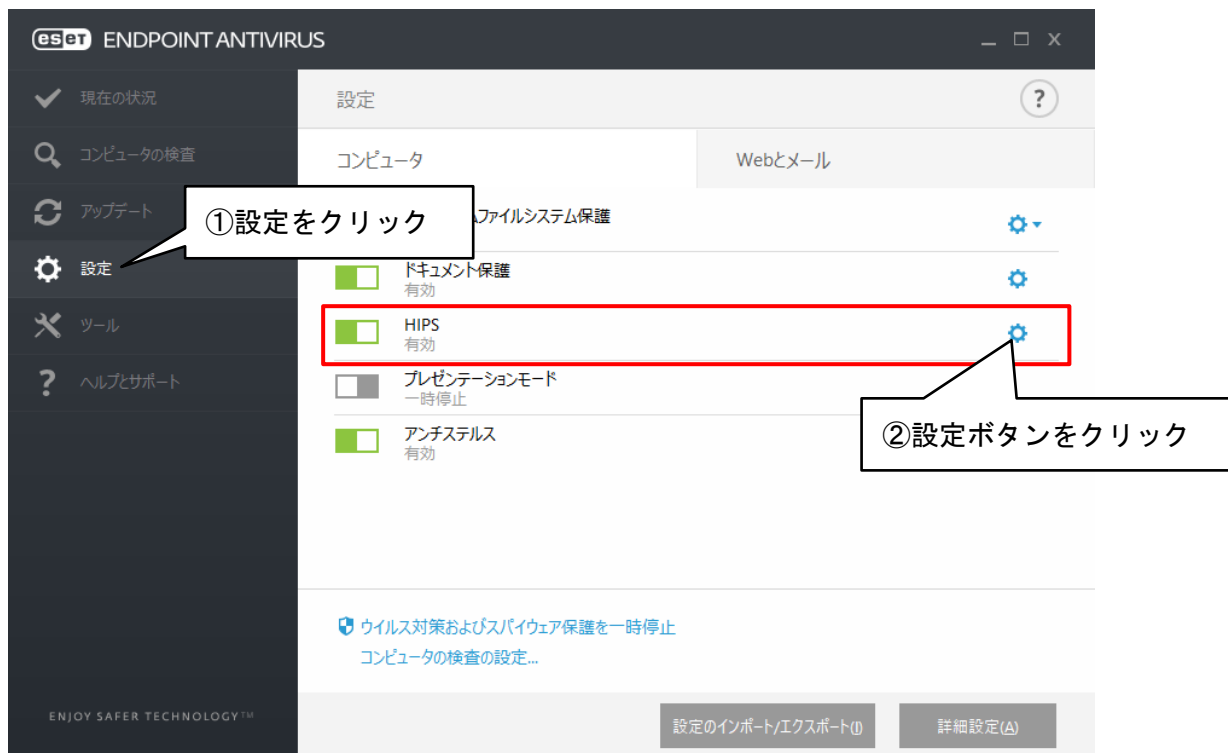 eseT ENDPOINT ANTIVIRUS
現在の状況
コンピュータの検査
アップデート
設定
ツール
ヘルプとサポート
ENJOY SAFER TECHNOLOGY™
設定
?
コンピュータ
Webとメール
①設定をクリック
ファイルシステム保護
ドキュメント保護
有効
HIPS
有効
プレゼンテーションモード
一時停止
アンチステルス
有効
②設定ボタンをクリック
ウイルス対策およびスパイウェア保護を一時停止
コンピュータの検査の設定...
設定のインポート/エクスポート(I)
詳細設定(A)